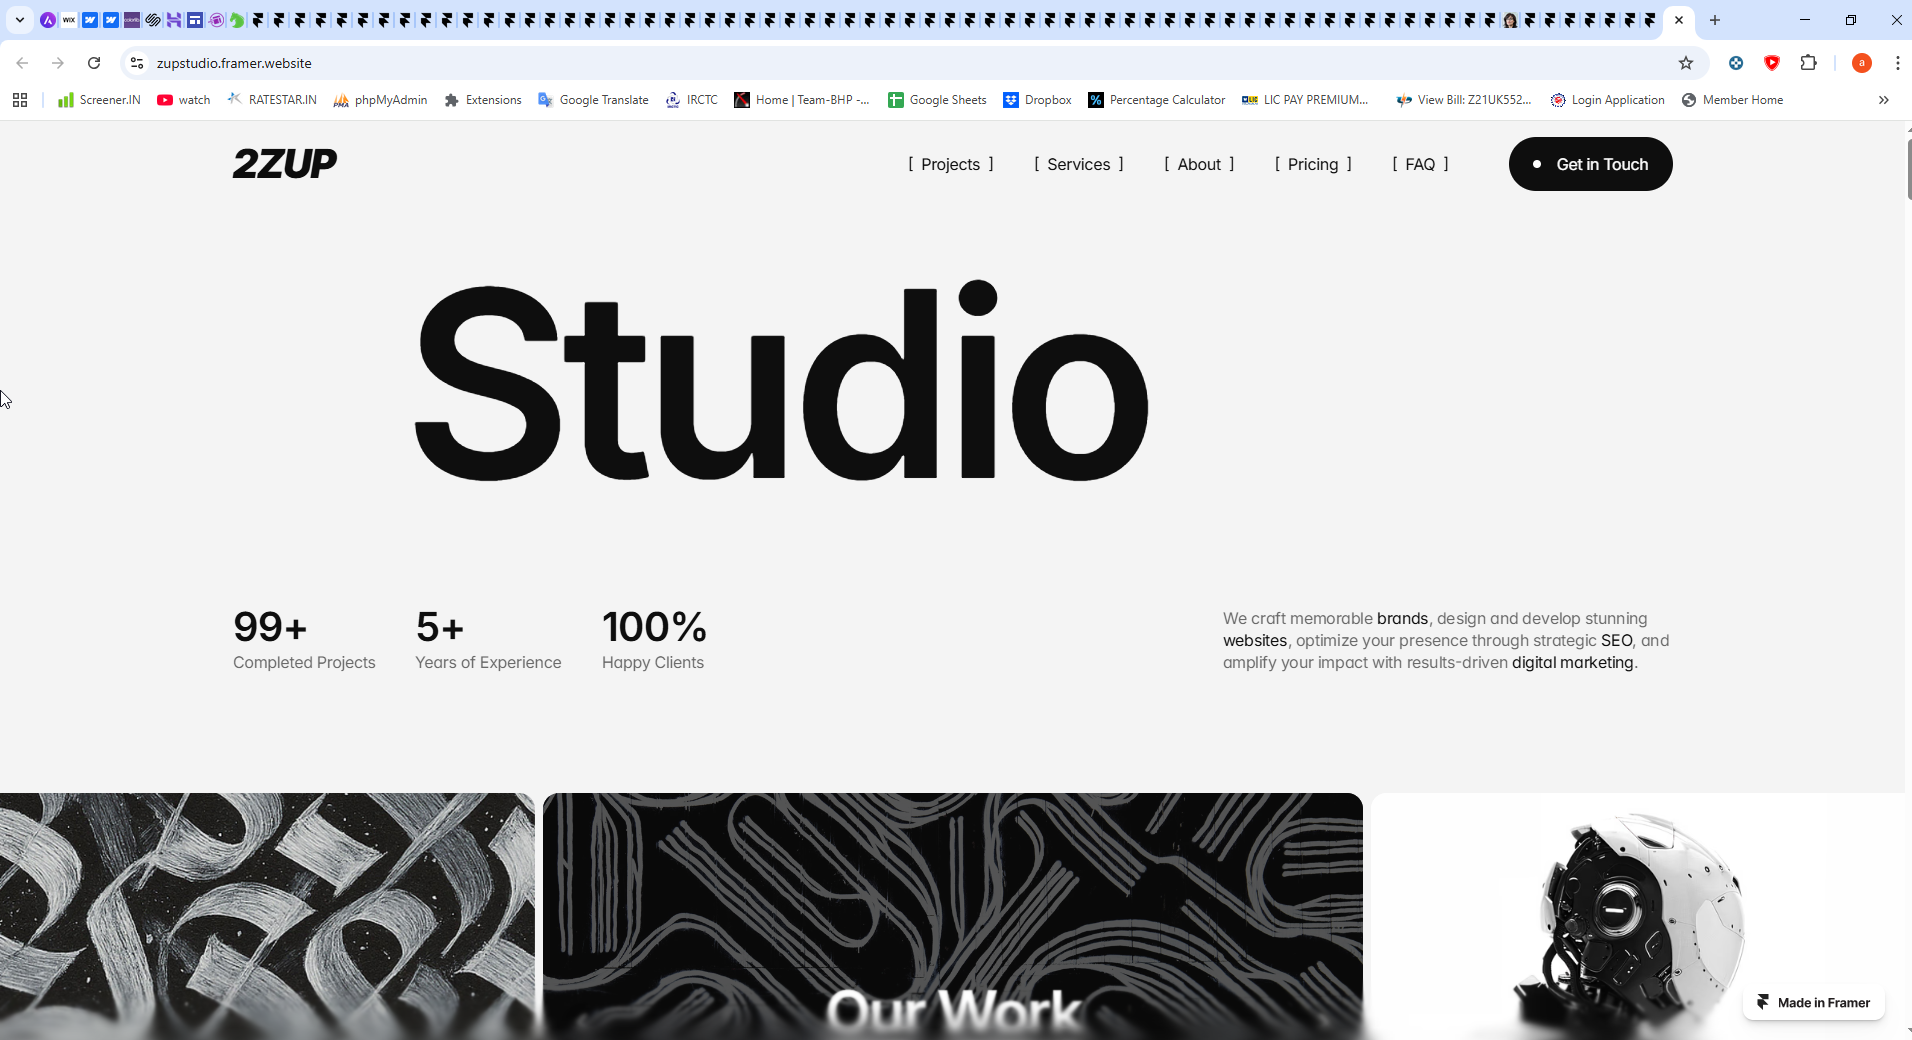 zupstudio.framer.website
Screener.IN
watch
RATESTAR.IN
phpMyAdmin
Extensions
Google Translate
IRCTC
Home | Team-BHP -...
Google Sheets
Dropbox
Percentage Calculator
LIC PAY PREMIUM...
View Bill: Z21UK552...
Login Application
Member Home
2ZUP
[ Projects ]
[ Services ]
[ About ]
[ Pricing ]
[ FAQ ]
Get in Touch
Studio
99+
Completed Projects
5+
Years of Experience
100%
Happy Clients
We craft memorable brands, design and develop stunning
websites, optimize your presence through strategic SEO, and
amplify your impact with results-driven digital marketing.
Our Work
Made in Framer